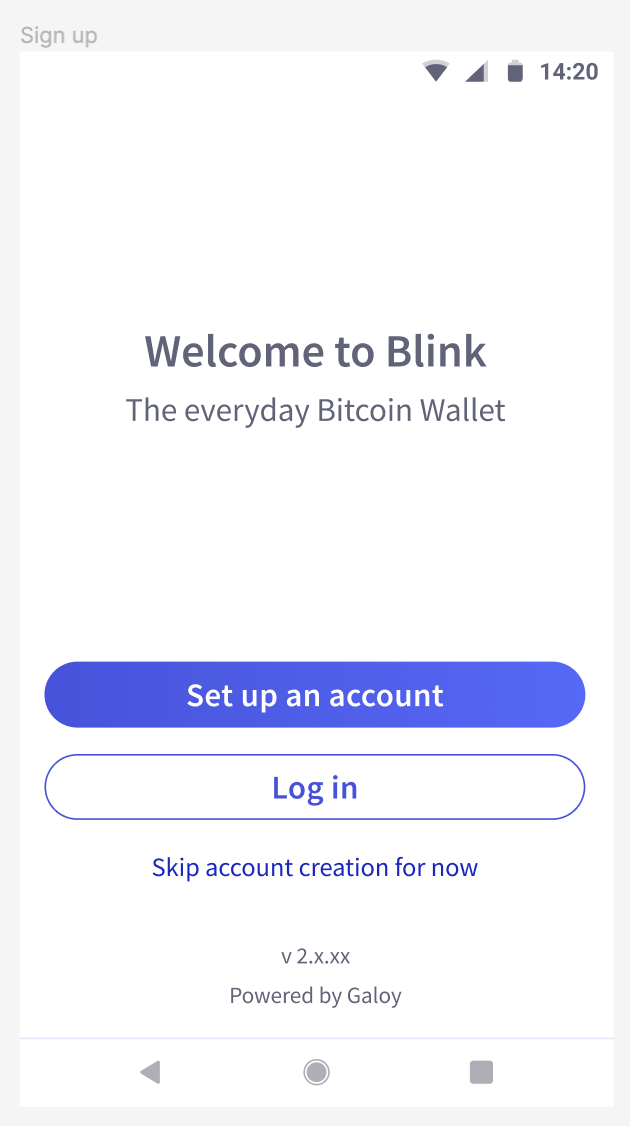 Sign up
14:20
Welcome to Blink
The everyday Bitcoin Wallet
Set up an account
Log in
Skip account creation for now
v 2.x.xx
Powered by Galoy